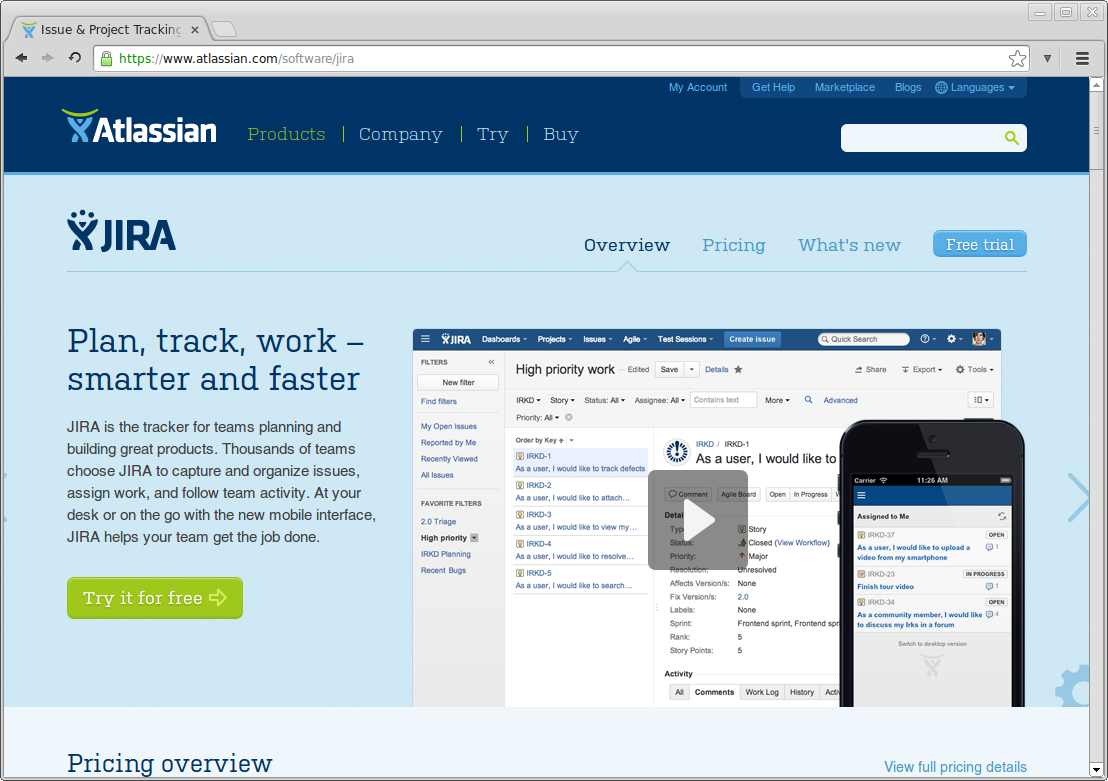 Issue & Project Tracking
https://www.atlassian.com/software/jira
My Account Get Help Marketplace Blogs Languages
Atlassian Products Company Try Buy
JIRA
Overview Pricing What's new Free trial
Plan, track, work –
smarter and faster
JIRA is the tracker for teams planning and
building great products. Thousands of teams
choose JIRA to capture and organize issues,
assign work, and follow team activity. At your
desk or on the go with the new mobile interface,
JIRA helps your team get the job done.
Try it for free
JIRA Dasboards Projects Issues Agile Test Sessions Create issue Quick Search
FILTERS
New filter
Find filters
My Open Issues
Reported by Me
Recently Viewed
All Issues
FAVORITE FILTERS
2.0 Triage
High priority
IRKD Planning
Recent Bugs
High priority work Edited Save Details Share Export Tools
IRKD Story Status: All Assignee: All Contains text More Advanced
Priority: All
Order by Key
IRKD-1
As a user, I would like to track defects
IRKD-2
As a user, I would like to attach...
IRKD-3
As a user, I would like to view my...
IRKD-4
As a user, I would like to resolve...
IRKD-5
As a user, I would like to search...
IRKD / IRKD-1
As a user, I would like to
Comment Agile Board Open In Progress
Status: Closed (View Workflow)
Priority: Major
Resolution: Unresolved
Affects Version/s: None
Fix Version/s: 2.0
Labels: None
Sprint: Frontend sprint, Frontend
Rank: 5
Story Points: 5
Activity
All Comments Work Log History
Carrier 11:26 AM
Assigned to Me
IRKD-37 OPEN
As a user, I would like to upload a 1
video from my smartphone
IRKD-23 IN PROGRESS
Finish tour video 1
IRKD-34 OPEN
As a community member, I would like 4
to discuss my Irks in a forum
Switch to desktop version
Pricing overview
View full pricing details